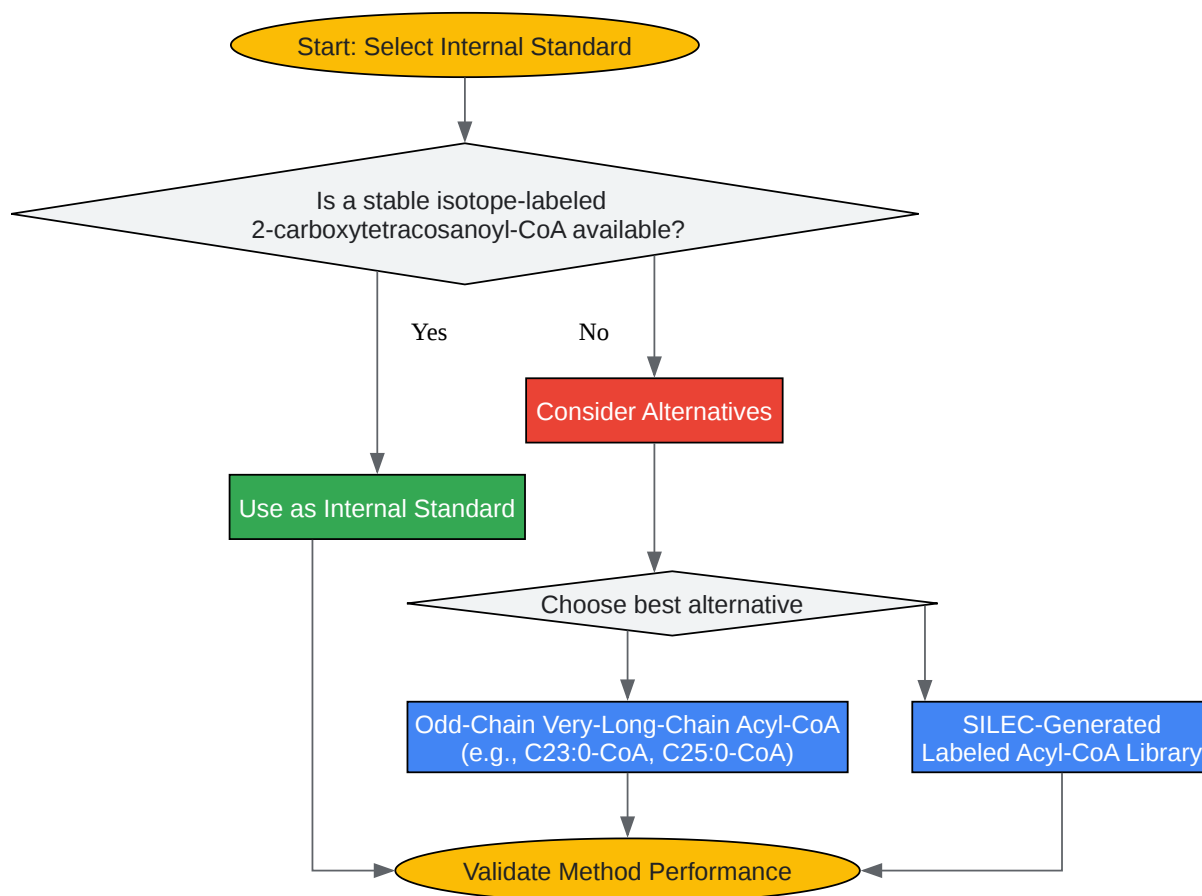 Start: Select Internal Standard
Is a stable isotope-labeled
2-carboxytetracosanoyl-CoA available?
Yes
No
Consider Alternatives
Use as Internal Standard
Choose best alternative
Odd-Chain Very-Long-Chain Acyl-CoA
(e.g., C23:0-CoA, C25:0-CoA)
SILEC-Generated
Labeled Acyl-CoA Library
Validate Method Performance